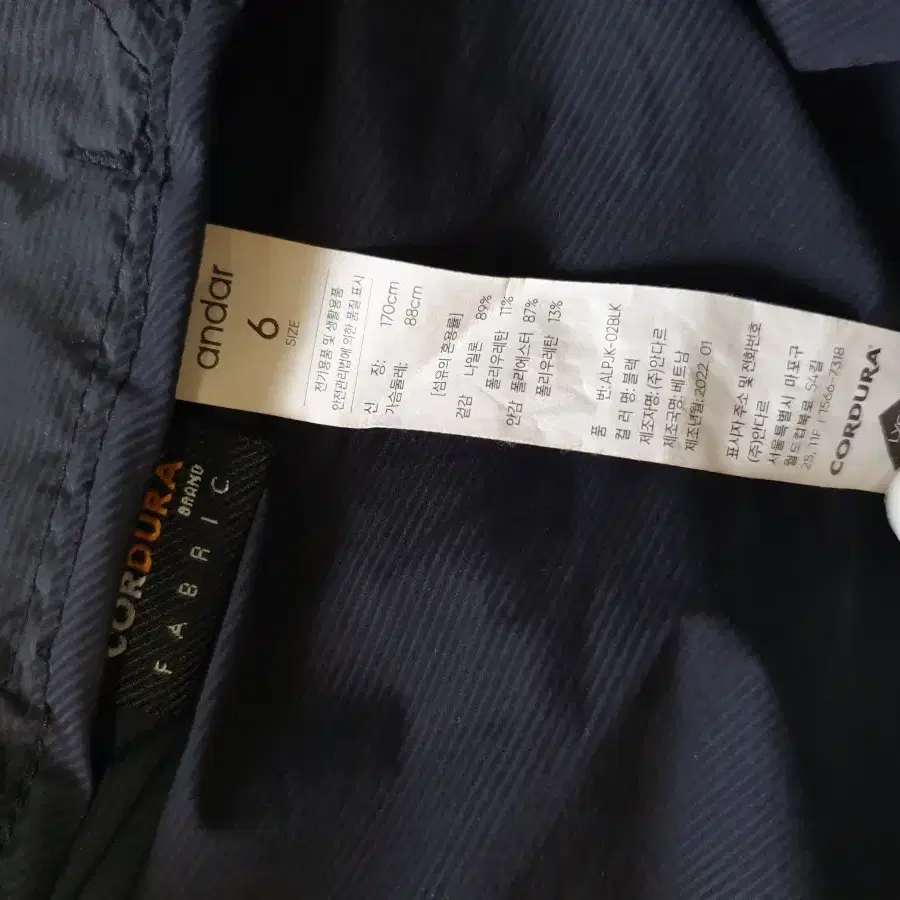 andar
6
SIZE
전기용품 및 생활용품
안전관리법에 의한 품질 표시
신 장: 170cm
가슴둘레: 88cm
[섬유의 혼용률]
겉감 나일론 89%
폴리우레탄 11%
안감 폴리에스터 87%
폴리우레탄 13%
품 번: ALPJK-02BLK
컬 러 명: 블랙
제조자명: (주)안다르
제조국명: 베트남
제조년월: 2022. 01
표시자 주소 및 전화번호
(주)안다르
서울특별시 마포구
월드컵북로 54길
25, 11F | 1566-7318
CORDURA
CORDURA
BRAND
FABRIC